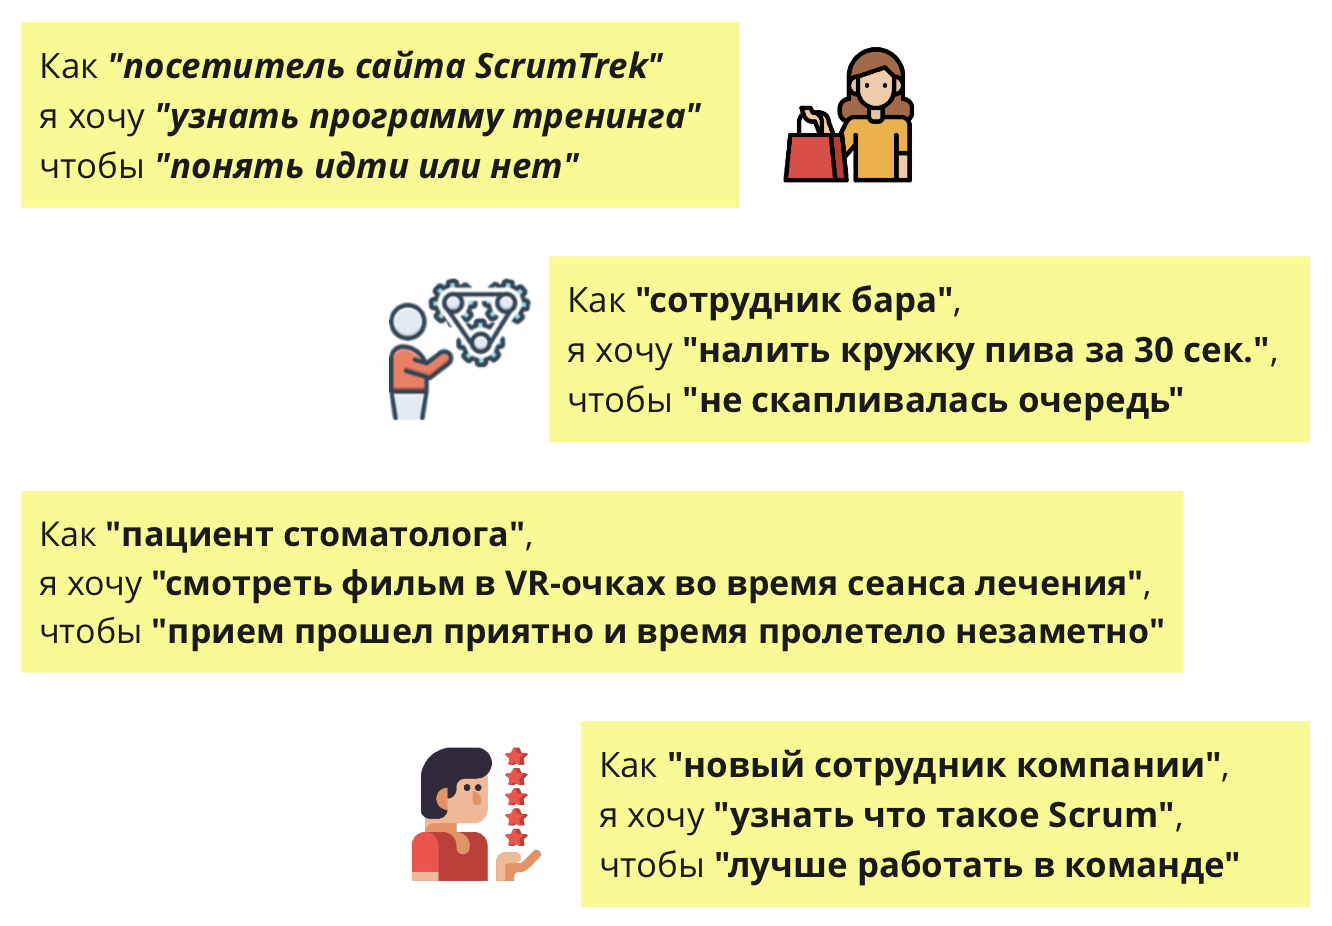 Как "посетитель сайта ScrumTrek"
я хочу "узнать программу тренинга"
чтобы "понять идти или нет"
Как "сотрудник бара",
я хочу "налить кружку пива за 30 сек.",
чтобы "не скапливалась очередь"
Как "пациент стоматолога",
я хочу "смотреть фильм в VR-очках во время сеанса лечения",
чтобы "прием прошел приятно и время пролетело незаметно"
Как "новый сотрудник компании",
я хочу "узнать что такое Scrum",
чтобы "лучше работать в команде"